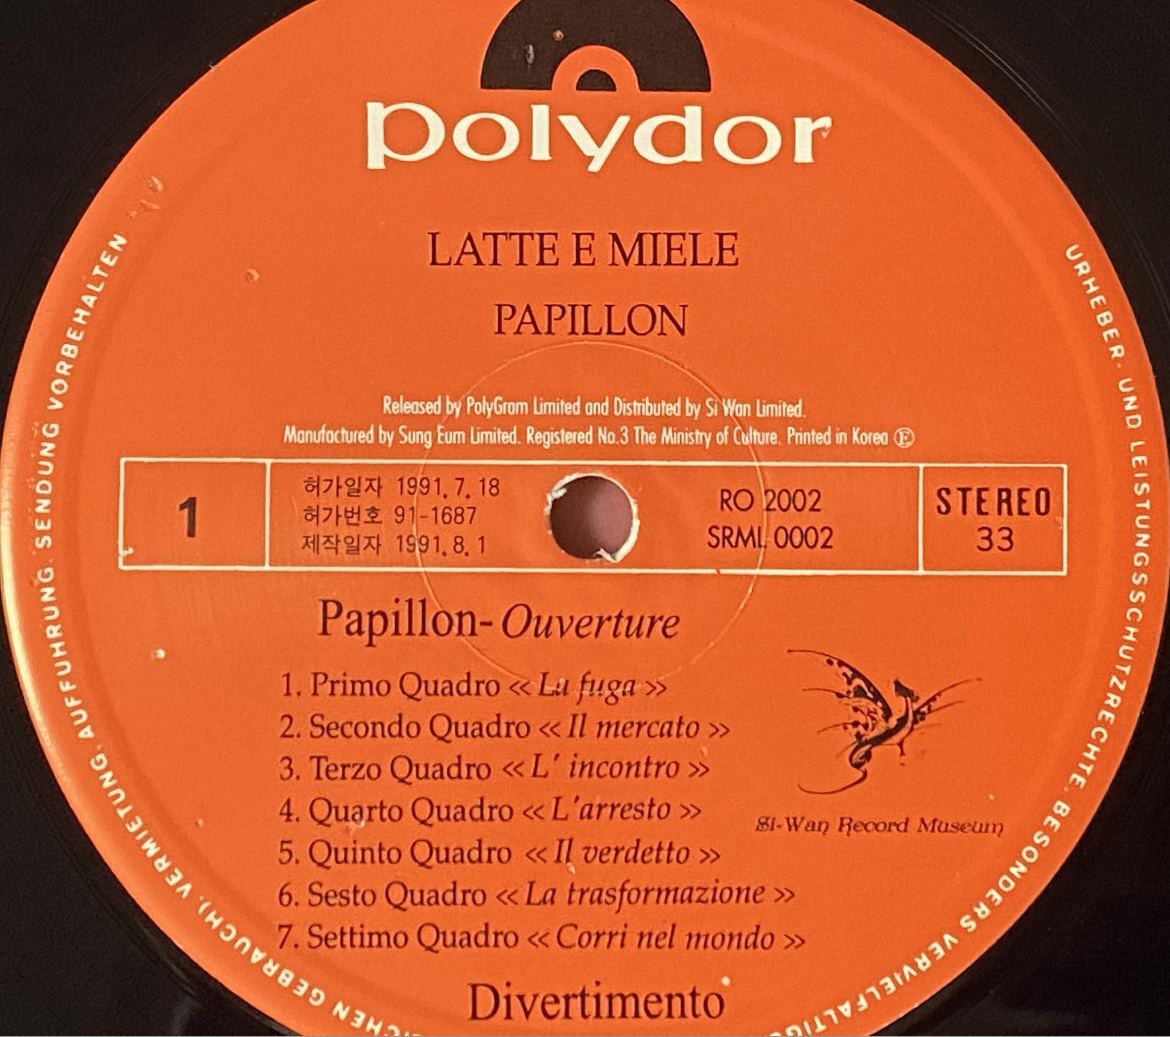 polydor
LATTE E MIELE
PAPILLON
Released by PolyGram Limited and Distributed by Si Wan Limited.
Manufactured by Sung Eum Limited. Registered No.3 The Ministry of Culture. Printed in Korea Ⓔ
1
허가일자 1991. 7. 18
허가번호 91-1687
제작일자 1991. 8. 1
RO 2002
SRML 0002
STEREO
33
Papillon- Ouverture
1. Primo Quadro << La fuga >>
2. Secondo Quadro << Il mercato >>
3. Terzo Quadro << L' incontro >>
4. Quarto Quadro << L'arresto >>
5. Quinto Quadro << Il verdetto >>
6. Sesto Quadro << La trasformazione >>
7. Settimo Quadro << Corri nel mondo >>
Si-Wan Record Museum
Divertimento
URHEBER- UND LEISTUNGSSCHUTZRECHTE, BESONDERS
GEBRAUCH), VERMIETUNG, AUFFUHRUNG, SENDUNG VORBEHALTEN